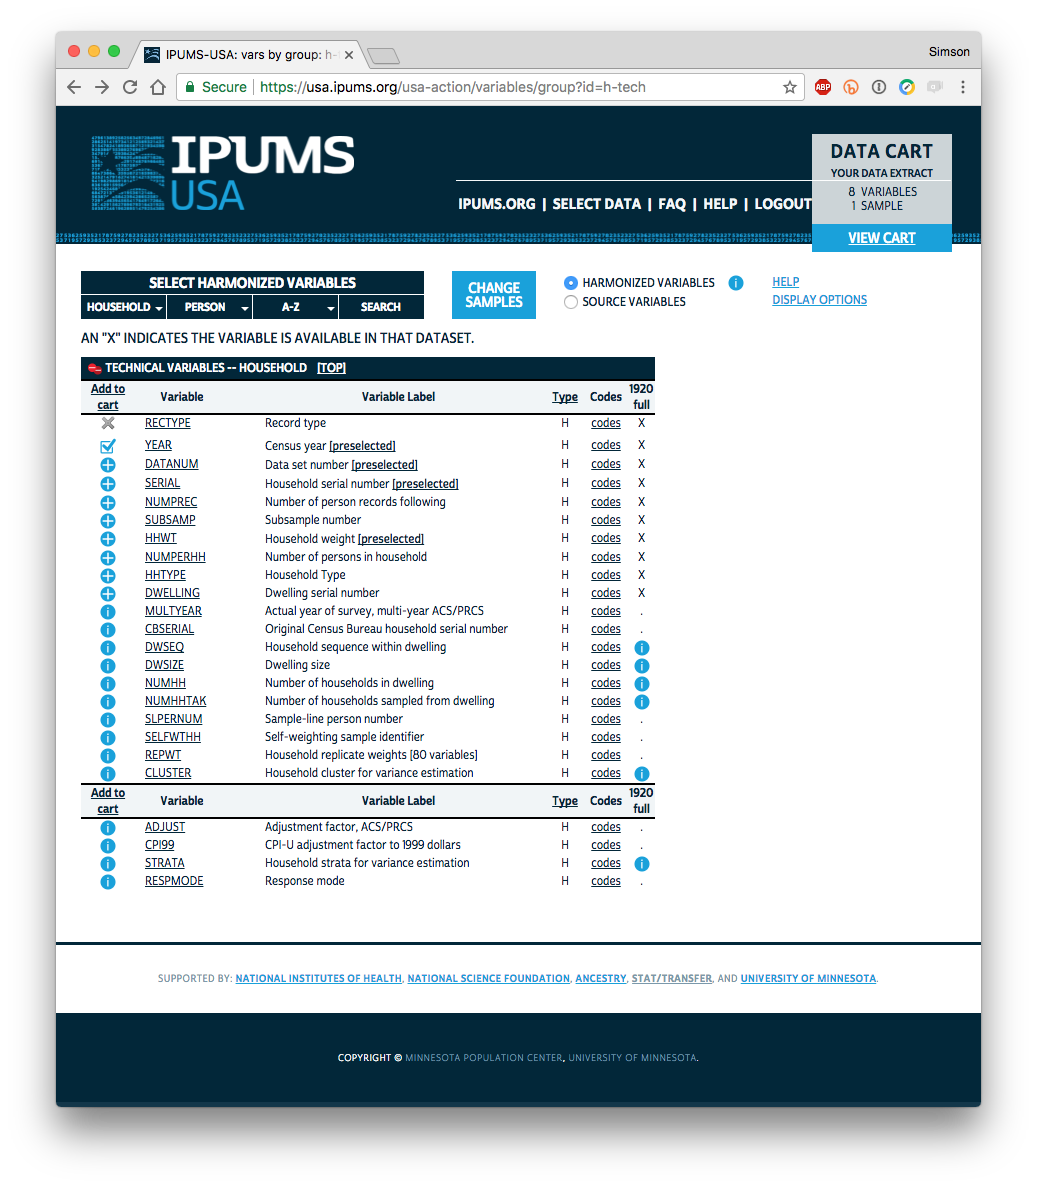 IPUMS-USA: vars by group: h-
Simson
Secure https://usa.ipums.org/usa-action/variables/group?id=h-tech
ABP
IPUMS
USA
DATA CART
YOUR DATA EXTRACT
8 VARIABLES
1 SAMPLE
VIEW CART
IPUMS.ORG | SELECT DATA | FAQ | HELP | LOGOUT
SELECT HARMONIZED VARIABLES
HOUSEHOLD PERSON A-Z SEARCH
CHANGE
SAMPLES
HARMONIZED VARIABLES i
SOURCE VARIABLES
HELP
DISPLAY OPTIONS
AN "X" INDICATES THE VARIABLE IS AVAILABLE IN THAT DATASET.
TECHNICAL VARIABLES -- HOUSEHOLD [TOP]
Add to cart Variable Variable Label Type Codes 1920 full
RECTYPE Record type H codes X
YEAR Census year [preselected] H codes X
DATANUM Data set number [preselected] H codes X
SERIAL Household serial number [preselected] H codes X
NUMPREC Number of person records following H codes X
SUBSAMP Subsample number H codes X
HHWT Household weight [preselected] H codes X
NUMPERHH Number of persons in household H codes X
HHTYPE Household Type H codes X
DWELLING Dwelling serial number H codes X
i MULTYEAR Actual year of survey, multi-year ACS/PRCS H codes .
i CBSERIAL Original Census Bureau household serial number H codes .
i DWSEQ Household sequence within dwelling H codes i
i DWSIZE Dwelling size H codes i
i NUMHH Number of households in dwelling H codes i
i NUMHHTAK Number of households sampled from dwelling H codes i
i SLPERNUM Sample-line person number H codes .
i SELFWTHH Self-weighting sample identifier H codes .
i REPWT Household replicate weights [80 variables] H codes .
i CLUSTER Household cluster for variance estimation H codes i
Add to cart Variable Variable Label Type Codes 1920 full
i ADJUST Adjustment factor, ACS/PRCS H codes .
i CPI99 CPI-U adjustment factor to 1999 dollars H codes .
i STRATA Household strata for variance estimation H codes i
i RESPMODE Response mode H codes .
SUPPORTED BY: NATIONAL INSTITUTES OF HEALTH, NATIONAL SCIENCE FOUNDATION, ANCESTRY, STAT/TRANSFER, AND UNIVERSITY OF MINNESOTA.
COPYRIGHT © MINNESOTA POPULATION CENTER, UNIVERSITY OF MINNESOTA.